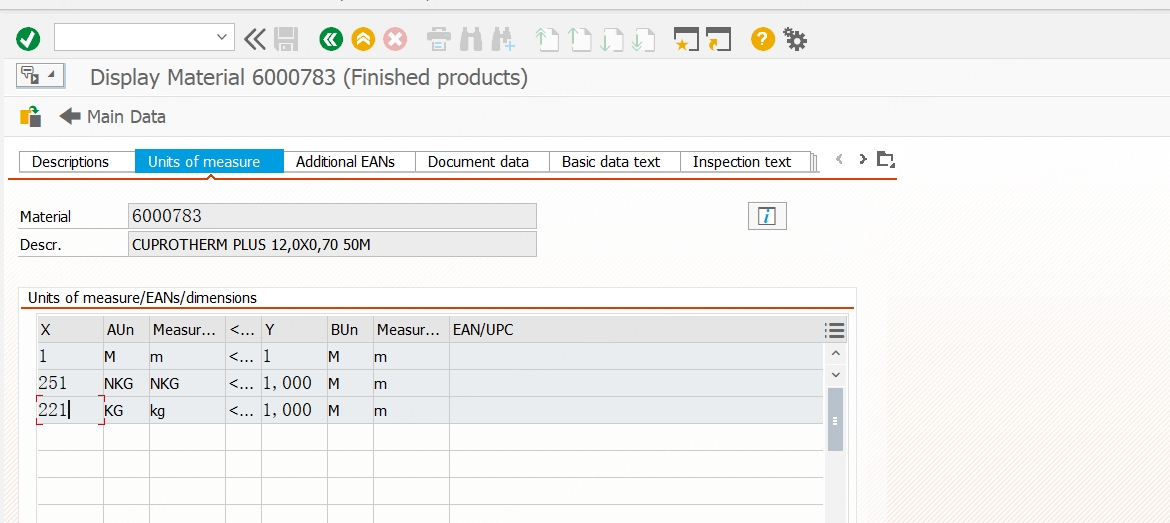 Display Material 6000783 (Finished products)
Main Data
Descriptions Units of measure Additional EANs Document data Basic data text Inspection text
Material 6000783
Descr. CUPROTHERM PLUS 12,0X0,70 50M
Units of measure/EANs/dimensions
X AUn Measur... <... Y BUn Measur... EAN/UPC
1 M m <... 1 M m
251 NKG NKG <... 1,000 M m
221 KG kg <... 1,000 M m